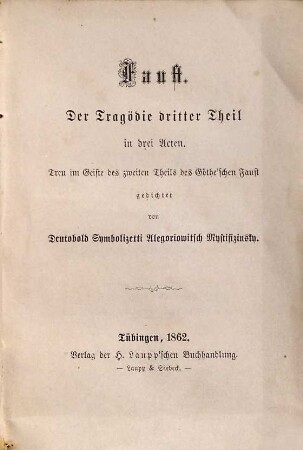 Faust.
Der Tragödie dritter Theil
in drei Acten.
Treu im Geiste des zweiten Theils des Göthe'schen Faust
gedichtet
von
Deutobold Symbolizetti Alegoriowitsch Mystifizinsky.
Tübingen, 1862.
Verlag der H. Laupp'schen Buchhandlung.
— Laupp & Siebeck. —